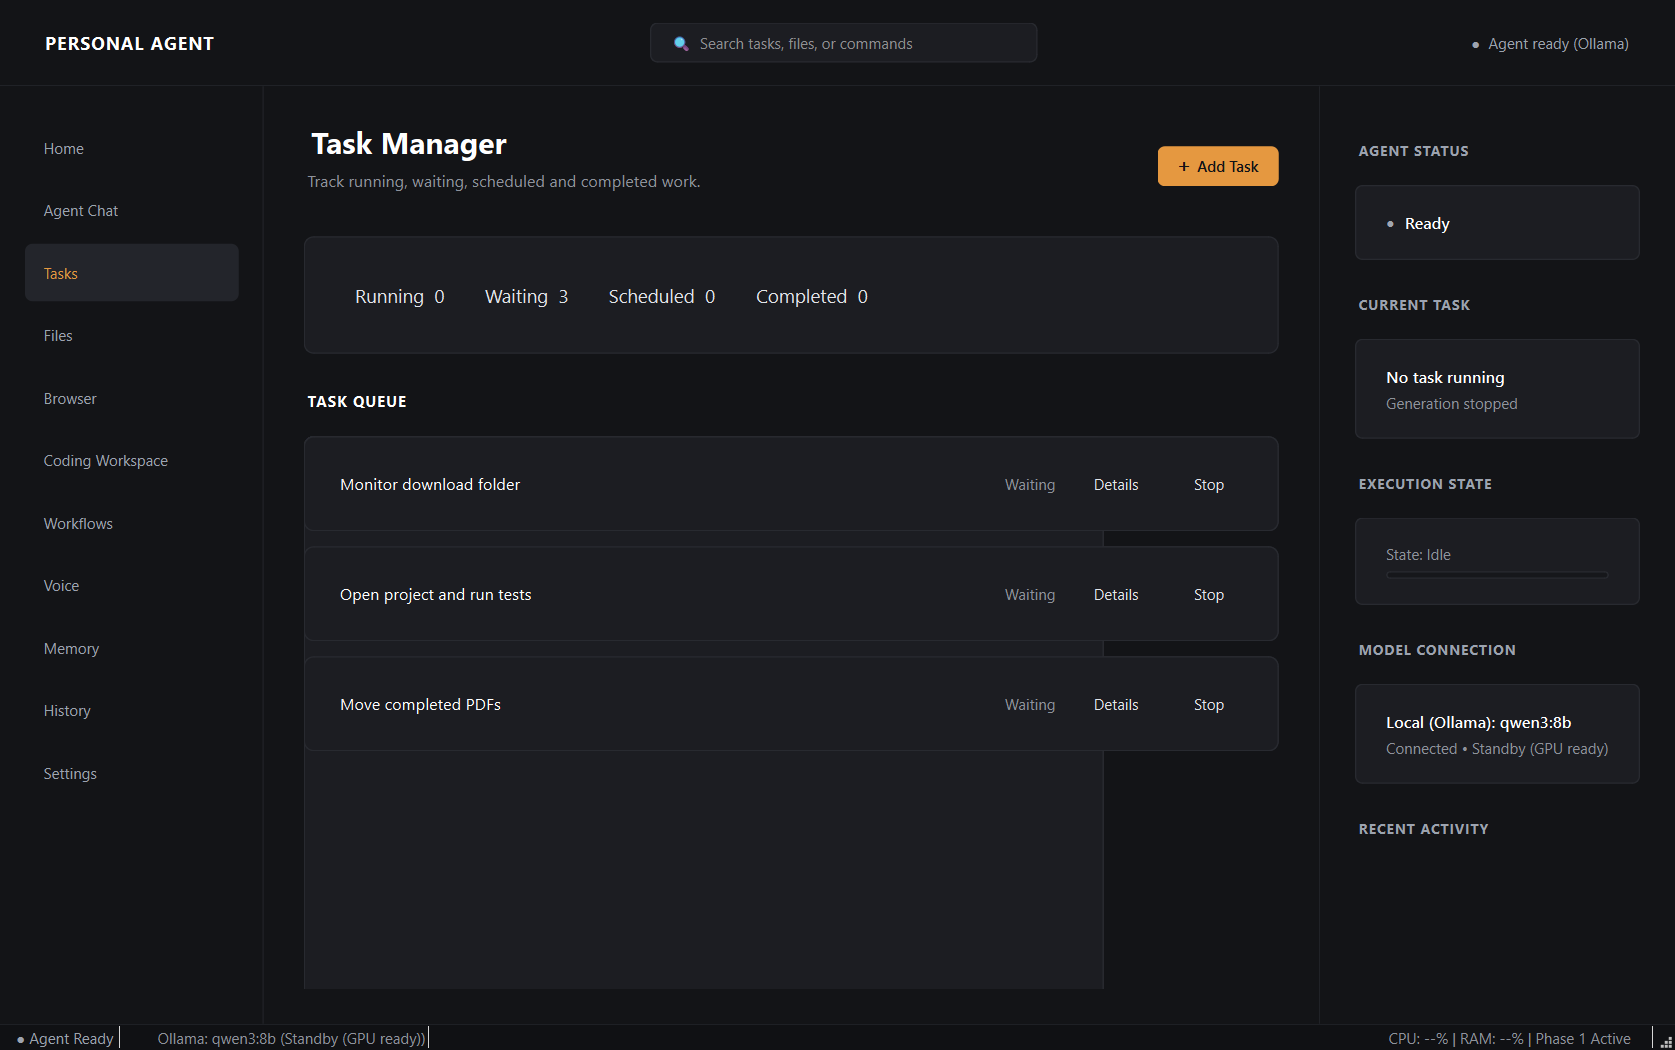 PERSONAL AGENT
Search tasks, files, or commands
● Agent ready (Ollama)
Home
Agent Chat
Tasks
Files
Browser
Coding Workspace
Workflows
Voice
Memory
History
Settings
Task Manager
Track running, waiting, scheduled and completed work.
+ Add Task
Running 0 Waiting 3 Scheduled 0 Completed 0
TASK QUEUE
Monitor download folder Waiting Details Stop
Open project and run tests Waiting Details Stop
Move completed PDFs Waiting Details Stop
AGENT STATUS
● Ready
CURRENT TASK
No task running
Generation stopped
EXECUTION STATE
State: Idle
MODEL CONNECTION
Local (Ollama): qwen3:8b
Connected • Standby (GPU ready)
RECENT ACTIVITY
● Agent Ready Ollama: qwen3:8b (Standby (GPU ready)) CPU: --% | RAM: --% | Phase 1 Active